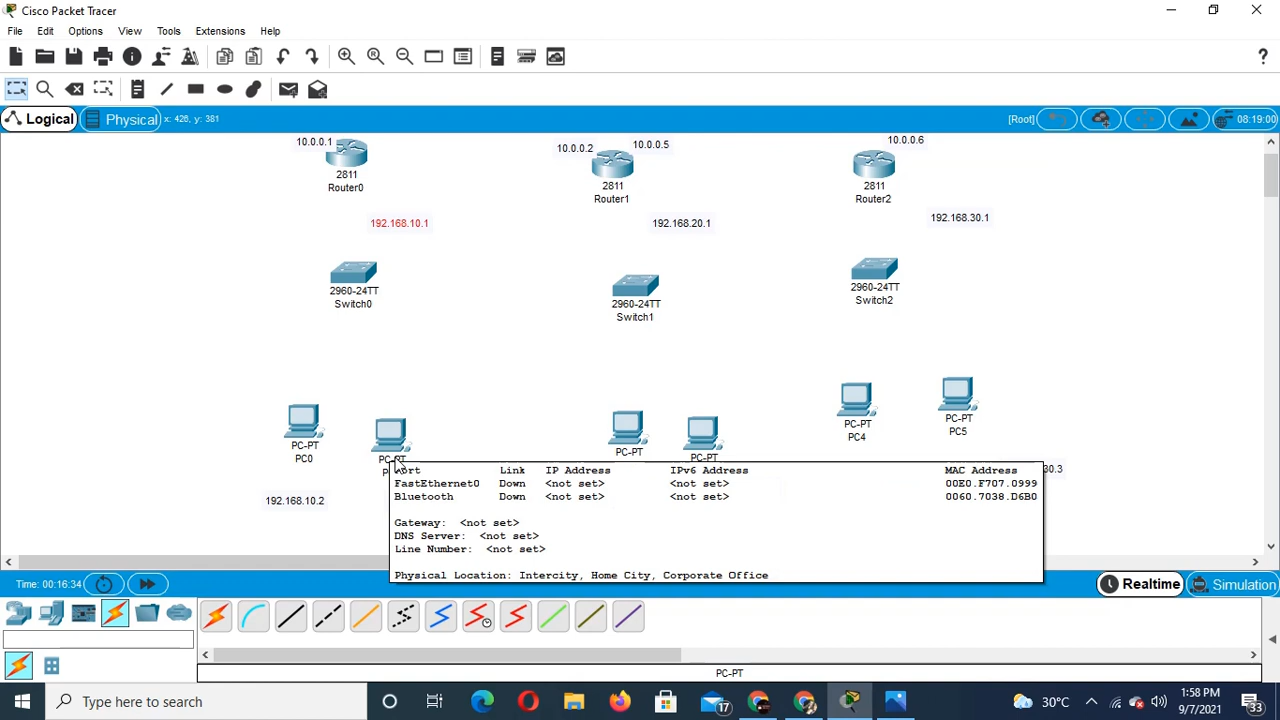 Cisco Packet Tracer
File Edit Options View Tools Extensions Help
Logical Physical x: 426, y: 381 [Root] 08:19:00
10.0.0.1 10.0.0.2 10.0.0.5 10.0.0.6
2811
Router0
2811
Router1
2811
Router2
192.168.10.1 192.168.20.1 192.168.30.1
2960-24TT
Switch0
2960-24TT
Switch1
2960-24TT
Switch2
PC-PT
PC0
PC-PT
PC-PT
PC-PT
PC-PT
PC4
PC-PT
PC5
192.168.10.2
30.3
Port Link IP Address IPv6 Address MAC Address
FastEthernet0 Down <not set> <not set> 00E0.F707.0999
Bluetooth Down <not set> <not set> 0060.7038.D6B0
Gateway: <not set>
DNS Server: <not set>
Line Number: <not set>
Physical Location: Intercity, Home City, Corporate Office
Time: 00:16:34 Realtime Simulation
PC-PT
Type here to search
17
30°C
1:58 PM
9/7/2021
33